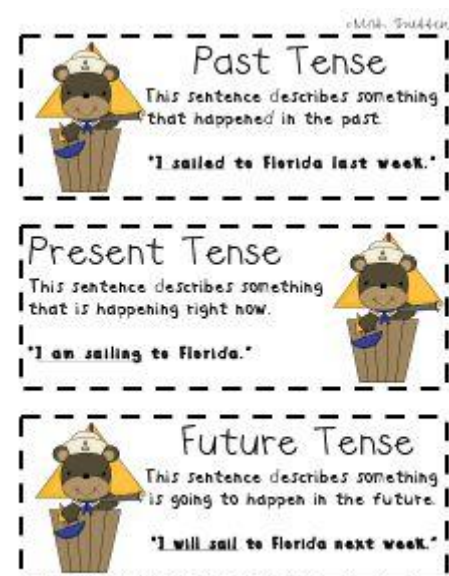 Past Tense
This sentence describes something
that happened in the past.
"I sailed to Florida last week."
Present Tense
This sentence describes something
that is happening right now.
"I am sailing to Florida."
Future Tense
This sentence describes something
is going to happen in the future.
"I will sail to Florida next week."